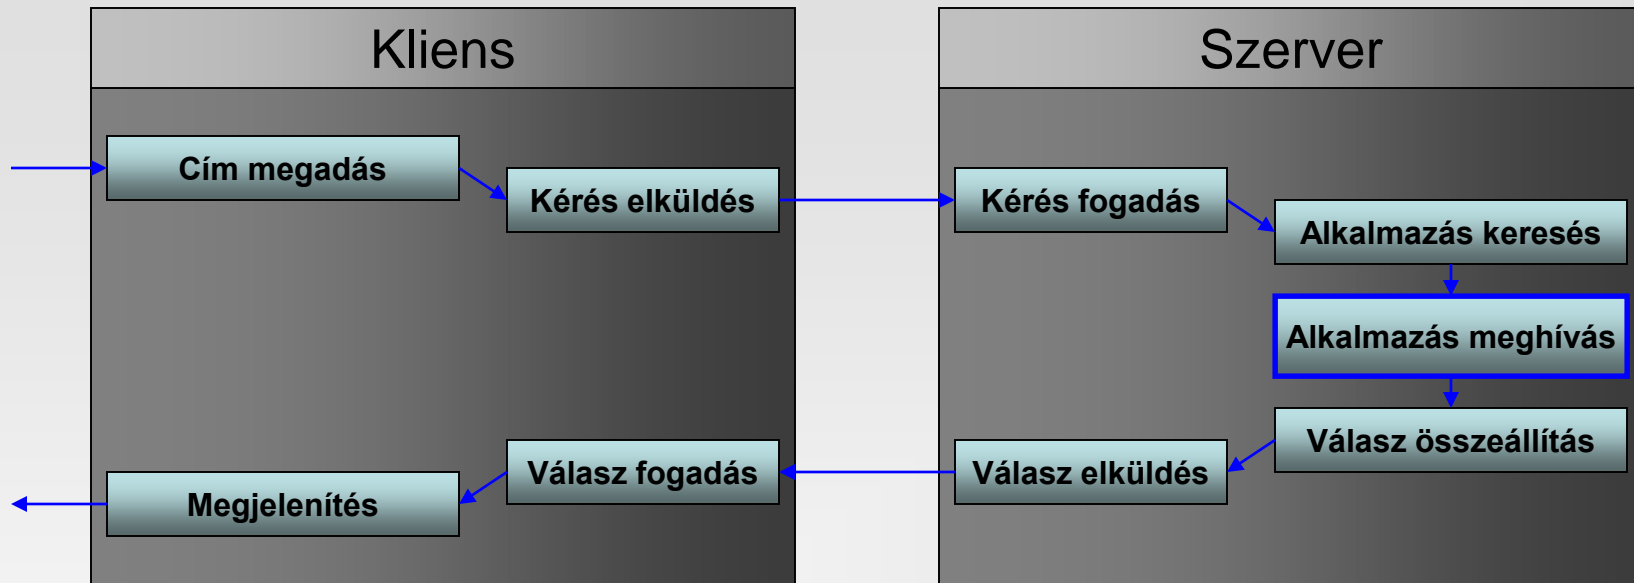 Kliens
Szerver
Cím megadás
Kérés elküldés
Kérés fogadás
Alkalmazás keresés
Alkalmazás meghívás
Válasz összeállítás
Válasz elküldés
Válasz fogadás
Megjelenítés